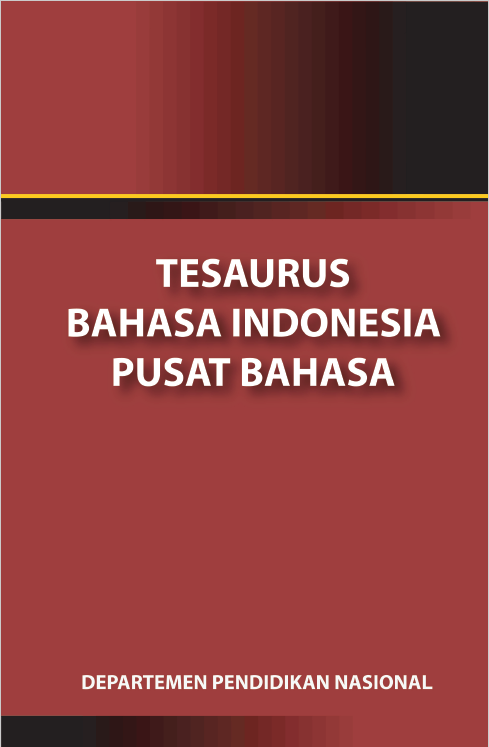 TESAURUS
BAHASA INDONESIA
PUSAT BAHASA
DEPARTEMEN PENDIDIKAN NASIONAL